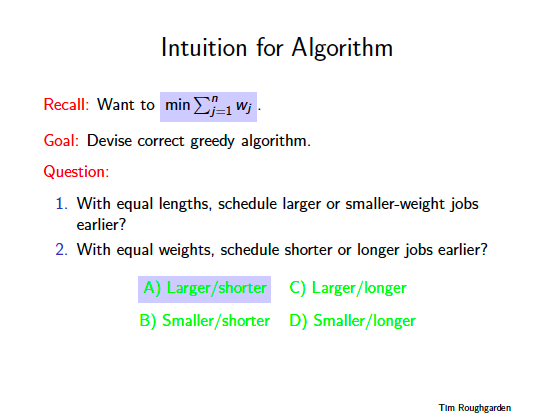 Intuition for Algorithm
Recall: Want to min ∑ⁿⱼ₌₁ wⱼ .
Goal: Devise correct greedy algorithm.
Question:
1. With equal lengths, schedule larger or smaller-weight jobs
earlier?
2. With equal weights, schedule shorter or longer jobs earlier?
A) Larger/shorter C) Larger/longer
B) Smaller/shorter D) Smaller/longer
Tim Roughgarden